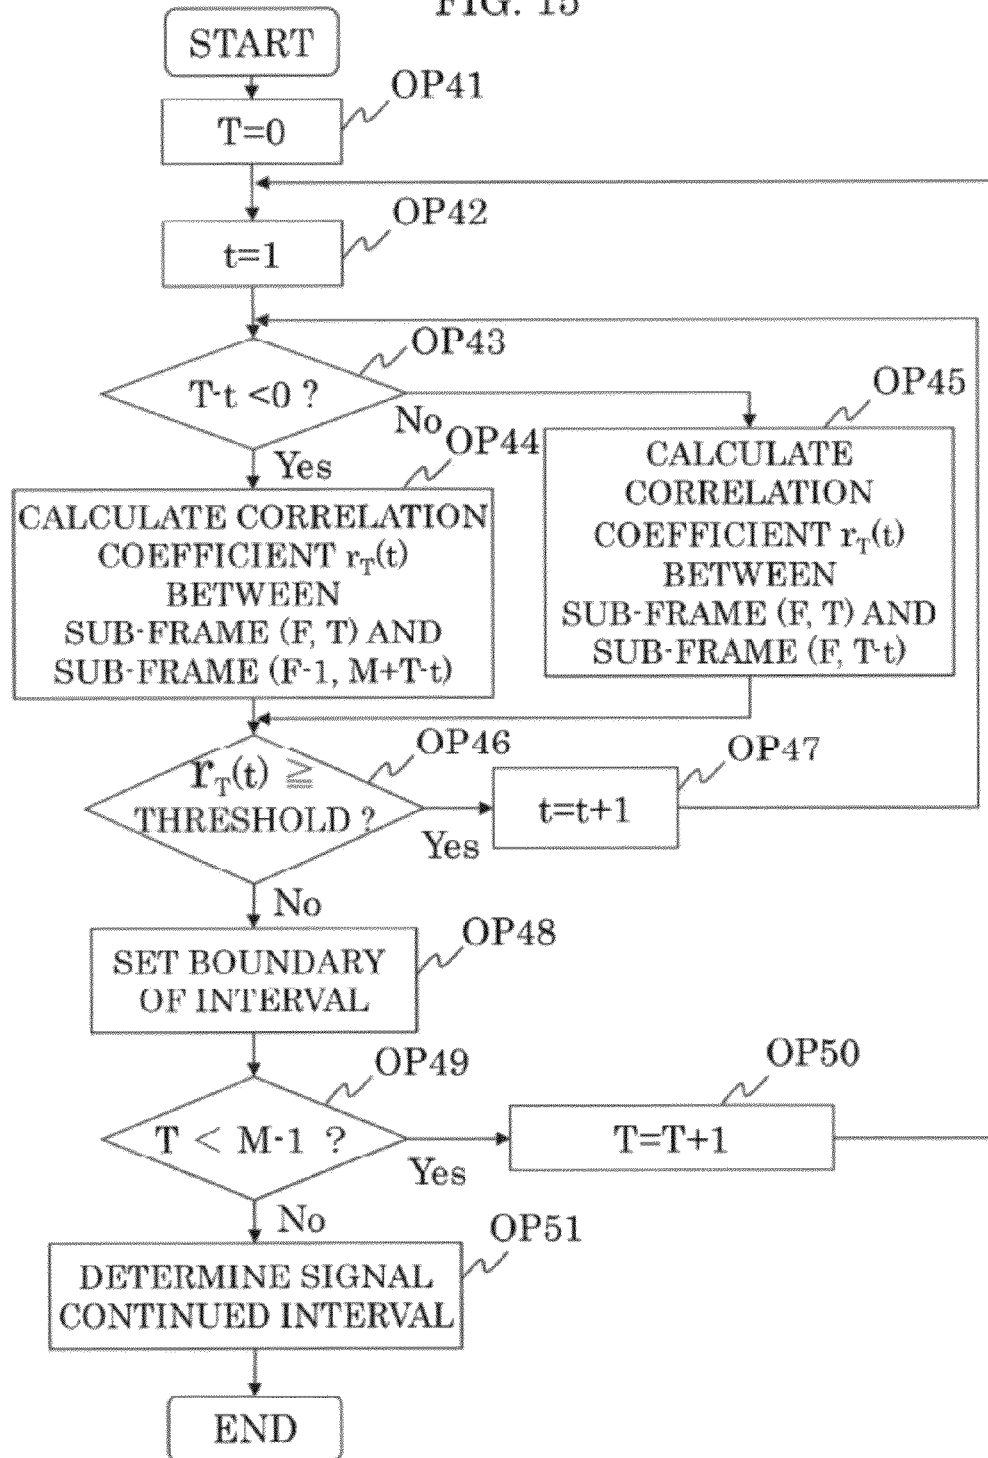 FIG. 15
START
OP41
T=0
OP42
t=1
OP43
T-t <0 ?
No
Yes
OP44
CALCULATE CORRELATION
COEFFICIENT rT(t)
BETWEEN
SUB-FRAME (F, T) AND
SUB-FRAME (F-1, M+T-t)
OP45
CALCULATE
CORRELATION
COEFFICIENT rT(t)
BETWEEN
SUB-FRAME (F, T) AND
SUB-FRAME (F, T-t)
OP46
rT(t) ≧
THRESHOLD ?
Yes
OP47
t=t+1
No
OP48
SET BOUNDARY
OF INTERVAL
OP49
T < M-1 ?
Yes
OP50
T=T+1
No
OP51
DETERMINE SIGNAL
CONTINUED INTERVAL
END